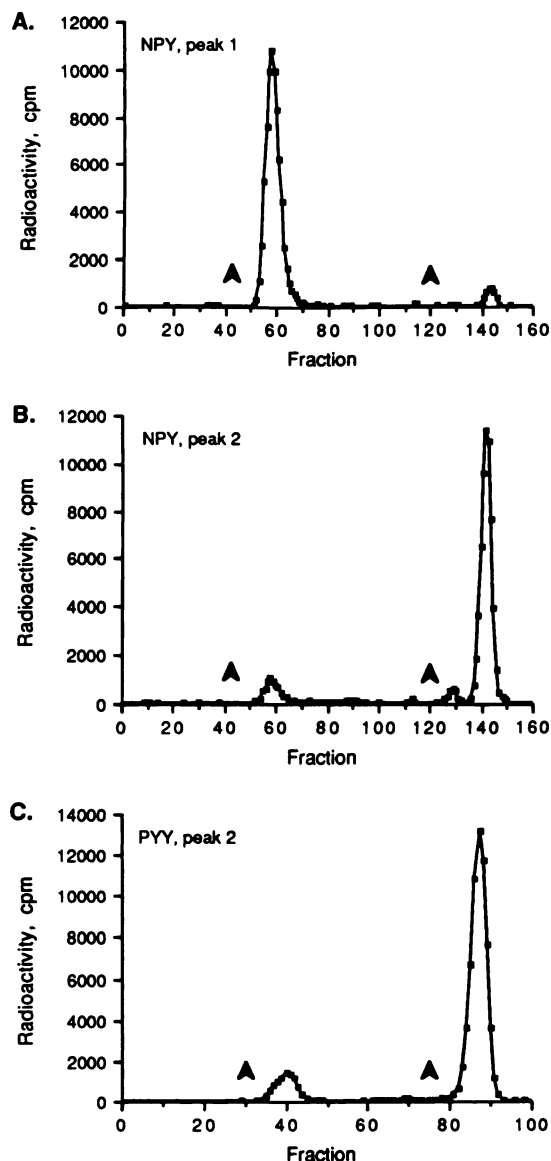 A.
NPY, peak 1
Radioactivity, cpm
12000
10000
8000
6000
4000
2000
0
0 20 40 60 80 100 120 140 160
Fraction
B.
NPY, peak 2
Radioactivity, cpm
12000
10000
8000
6000
4000
2000
0
0 20 40 60 80 100 120 140 160
Fraction
C.
PYY, peak 2
Radioactivity, cpm
14000
12000
10000
8000
6000
4000
2000
0
0 20 40 60 80 100
Fraction